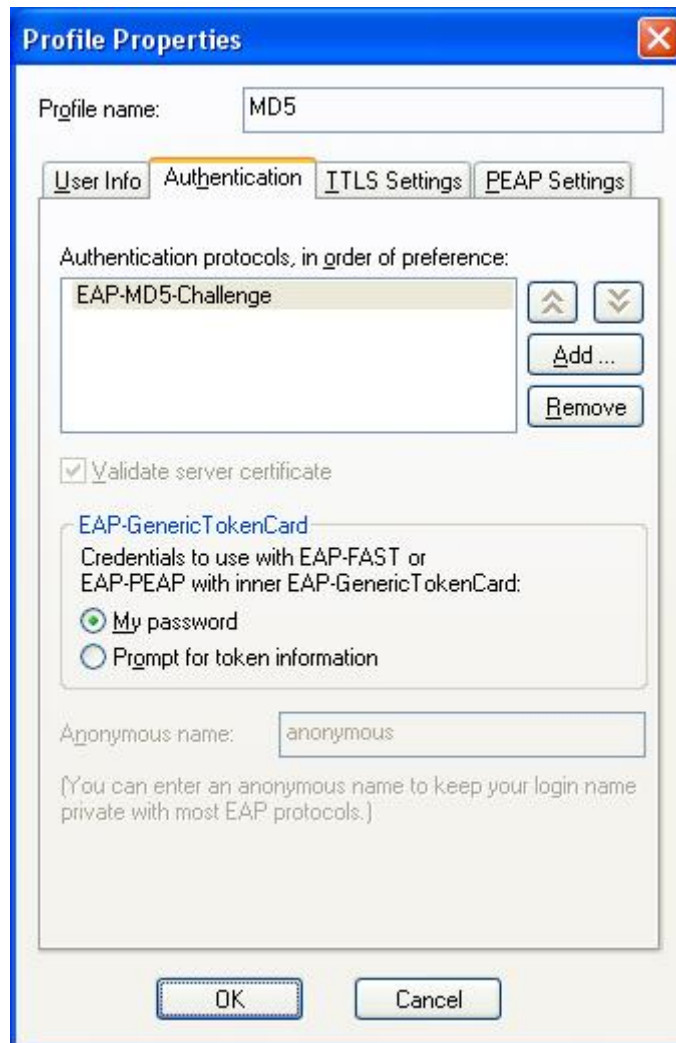 Profile Properties
Profile name: MD5
User Info Authentication TTLS Settings PEAP Settings
Authentication protocols, in order of preference:
EAP-MD5-Challenge
Add ...
Remove
Validate server certificate
EAP-GenericTokenCard
Credentials to use with EAP-FAST or
EAP-PEAP with inner EAP-GenericTokenCard:
My password
Prompt for token information
Anonymous name: anonymous
(You can enter an anonymous name to keep your login name
private with most EAP protocols.)
OK Cancel